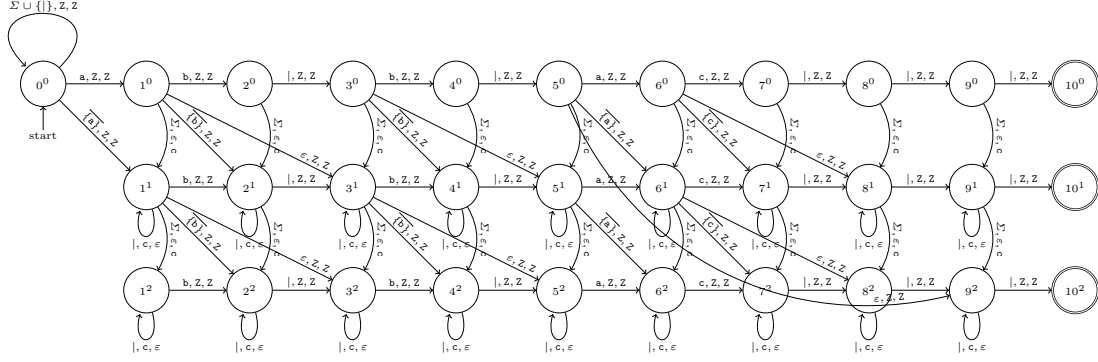 Σ ∪ {|}, Z, Z
0⁰ a, Z, Z 1⁰ b, Z, Z 2⁰ |, Z, Z 3⁰ b, Z, Z 4⁰ |, Z, Z 5⁰ a, Z, Z 6⁰ c, Z, Z 7⁰ |, Z, Z 8⁰ |, Z, Z 9⁰ |, Z, Z 10⁰
start
{a̅}, Z, Z
Σ, ε, c
{b̅}, Z, Z
ε, Z, Z
Σ, ε, c
Σ, ε, c
{b̅}, Z, Z
ε, Z, Z
Σ, ε, c
Σ, ε, c
{a̅}, Z, Z
Σ, ε, c
{c̅}, Z, Z
ε, Z, Z
Σ, ε, c
Σ, ε, c
Σ, ε, c
1¹ b, Z, Z 2¹ |, Z, Z 3¹ b, Z, Z 4¹ |, Z, Z 5¹ a, Z, Z 6¹ c, Z, Z 7¹ |, Z, Z 8¹ |, Z, Z 9¹ |, Z, Z 10¹
|, c, ε |, c, ε |, c, ε |, c, ε |, c, ε |, c, ε |, c, ε |, c, ε |, c, ε
Σ, ε, c
{b̅}, Z, Z
ε, Z, Z
Σ, ε, c
Σ, ε, c
{b̅}, Z, Z
ε, Z, Z
Σ, ε, c
Σ, ε, c
{a̅}, Z, Z
Σ, ε, c
{c̅}, Z, Z
ε, Z, Z
Σ, ε, c
Σ, ε, c
Σ, ε, c
1² b, Z, Z 2² |, Z, Z 3² b, Z, Z 4² |, Z, Z 5² a, Z, Z 6² c, Z, Z 7² |, Z, Z 8² |, Z, Z 9² |, Z, Z 10²
ε, Z, Z
|, c, ε |, c, ε |, c, ε |, c, ε |, c, ε |, c, ε |, c, ε |, c, ε |, c, ε